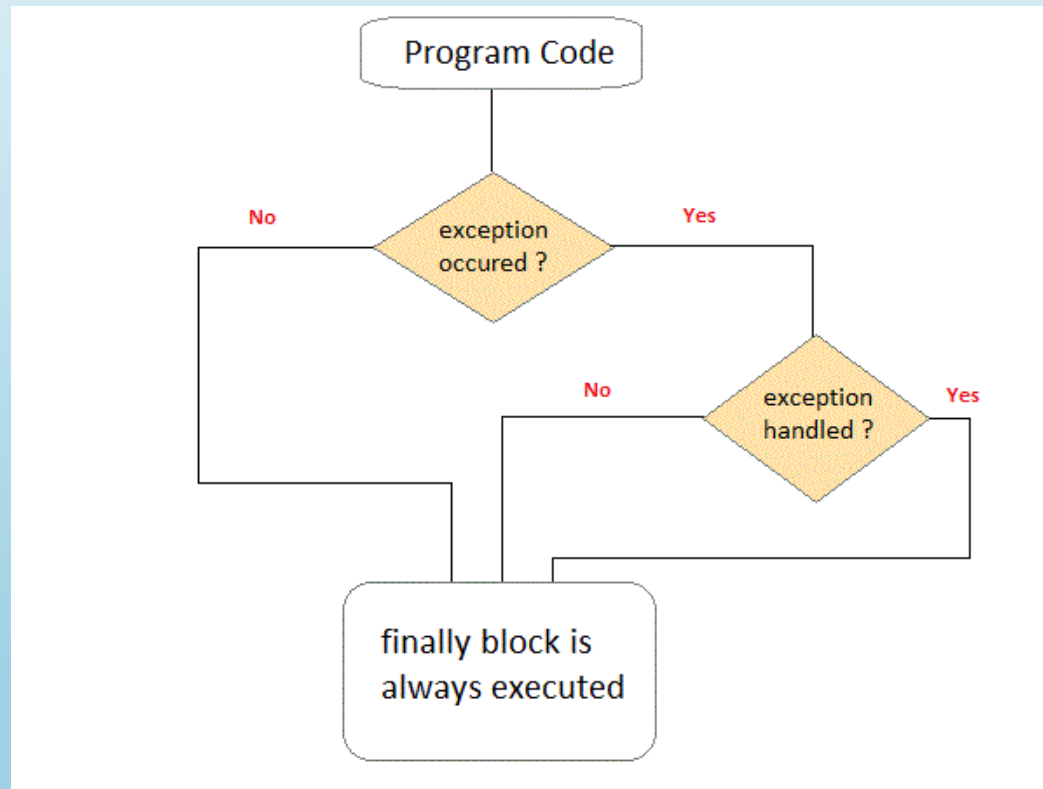 Program Code
No
Yes
exception
occured ?
No
Yes
exception
handled ?
finally block is
always executed